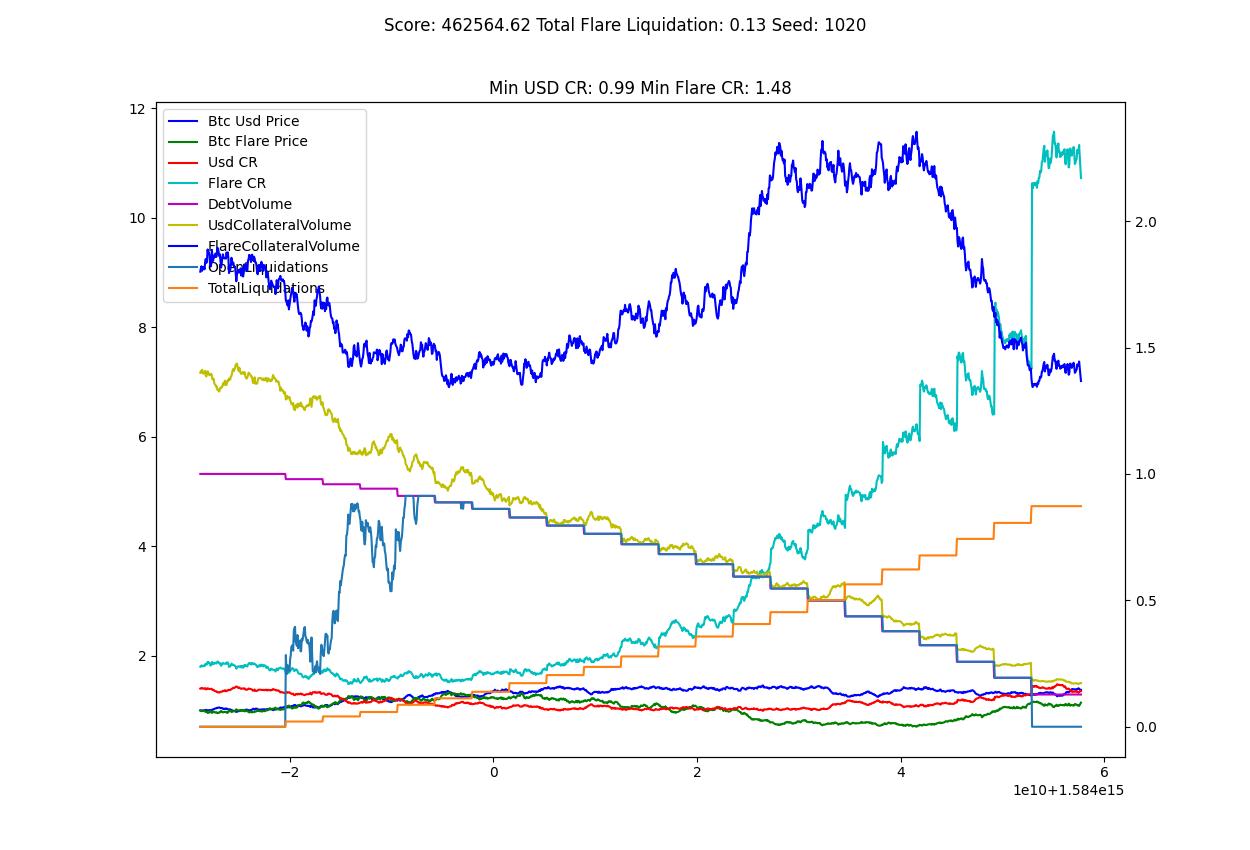 Score: 462564.62 Total Flare Liquidation: 0.13 Seed: 1020
Min USD CR: 0.99 Min Flare CR: 1.48
Btc Usd Price
Btc Flare Price
Usd CR
Flare CR
DebtVolume
UsdCollateralVolume
FlareCollateralVolume
OpenLiquidations
TotalLiquidations
12
10
8
6
4
2
2.0
1.5
1.0
0.5
0.0
−2
0
2
4
6
1e10+1.584e15